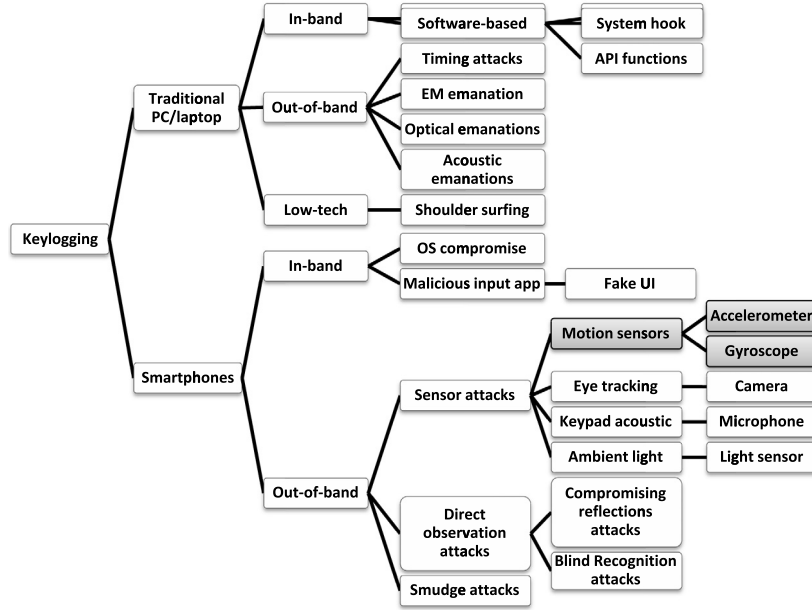 In-band
Software-based
System hook
Timing attacks
API functions
Traditional
PC/laptop
Out-of-band
EM emanation
Optical emanations
Acoustic
emanations
Low-tech
Shoulder surfing
Keylogging
In-band
OS compromise
Malicious input app
Fake UI
Smartphones
Motion sensors
Accelerometer
Gyroscope
Sensor attacks
Eye tracking
Camera
Keypad acoustic
Microphone
Ambient light
Light sensor
Out-of-band
Direct
observation
attacks
Compromising
reflections
attacks
Blind Recognition
attacks
Smudge attacks